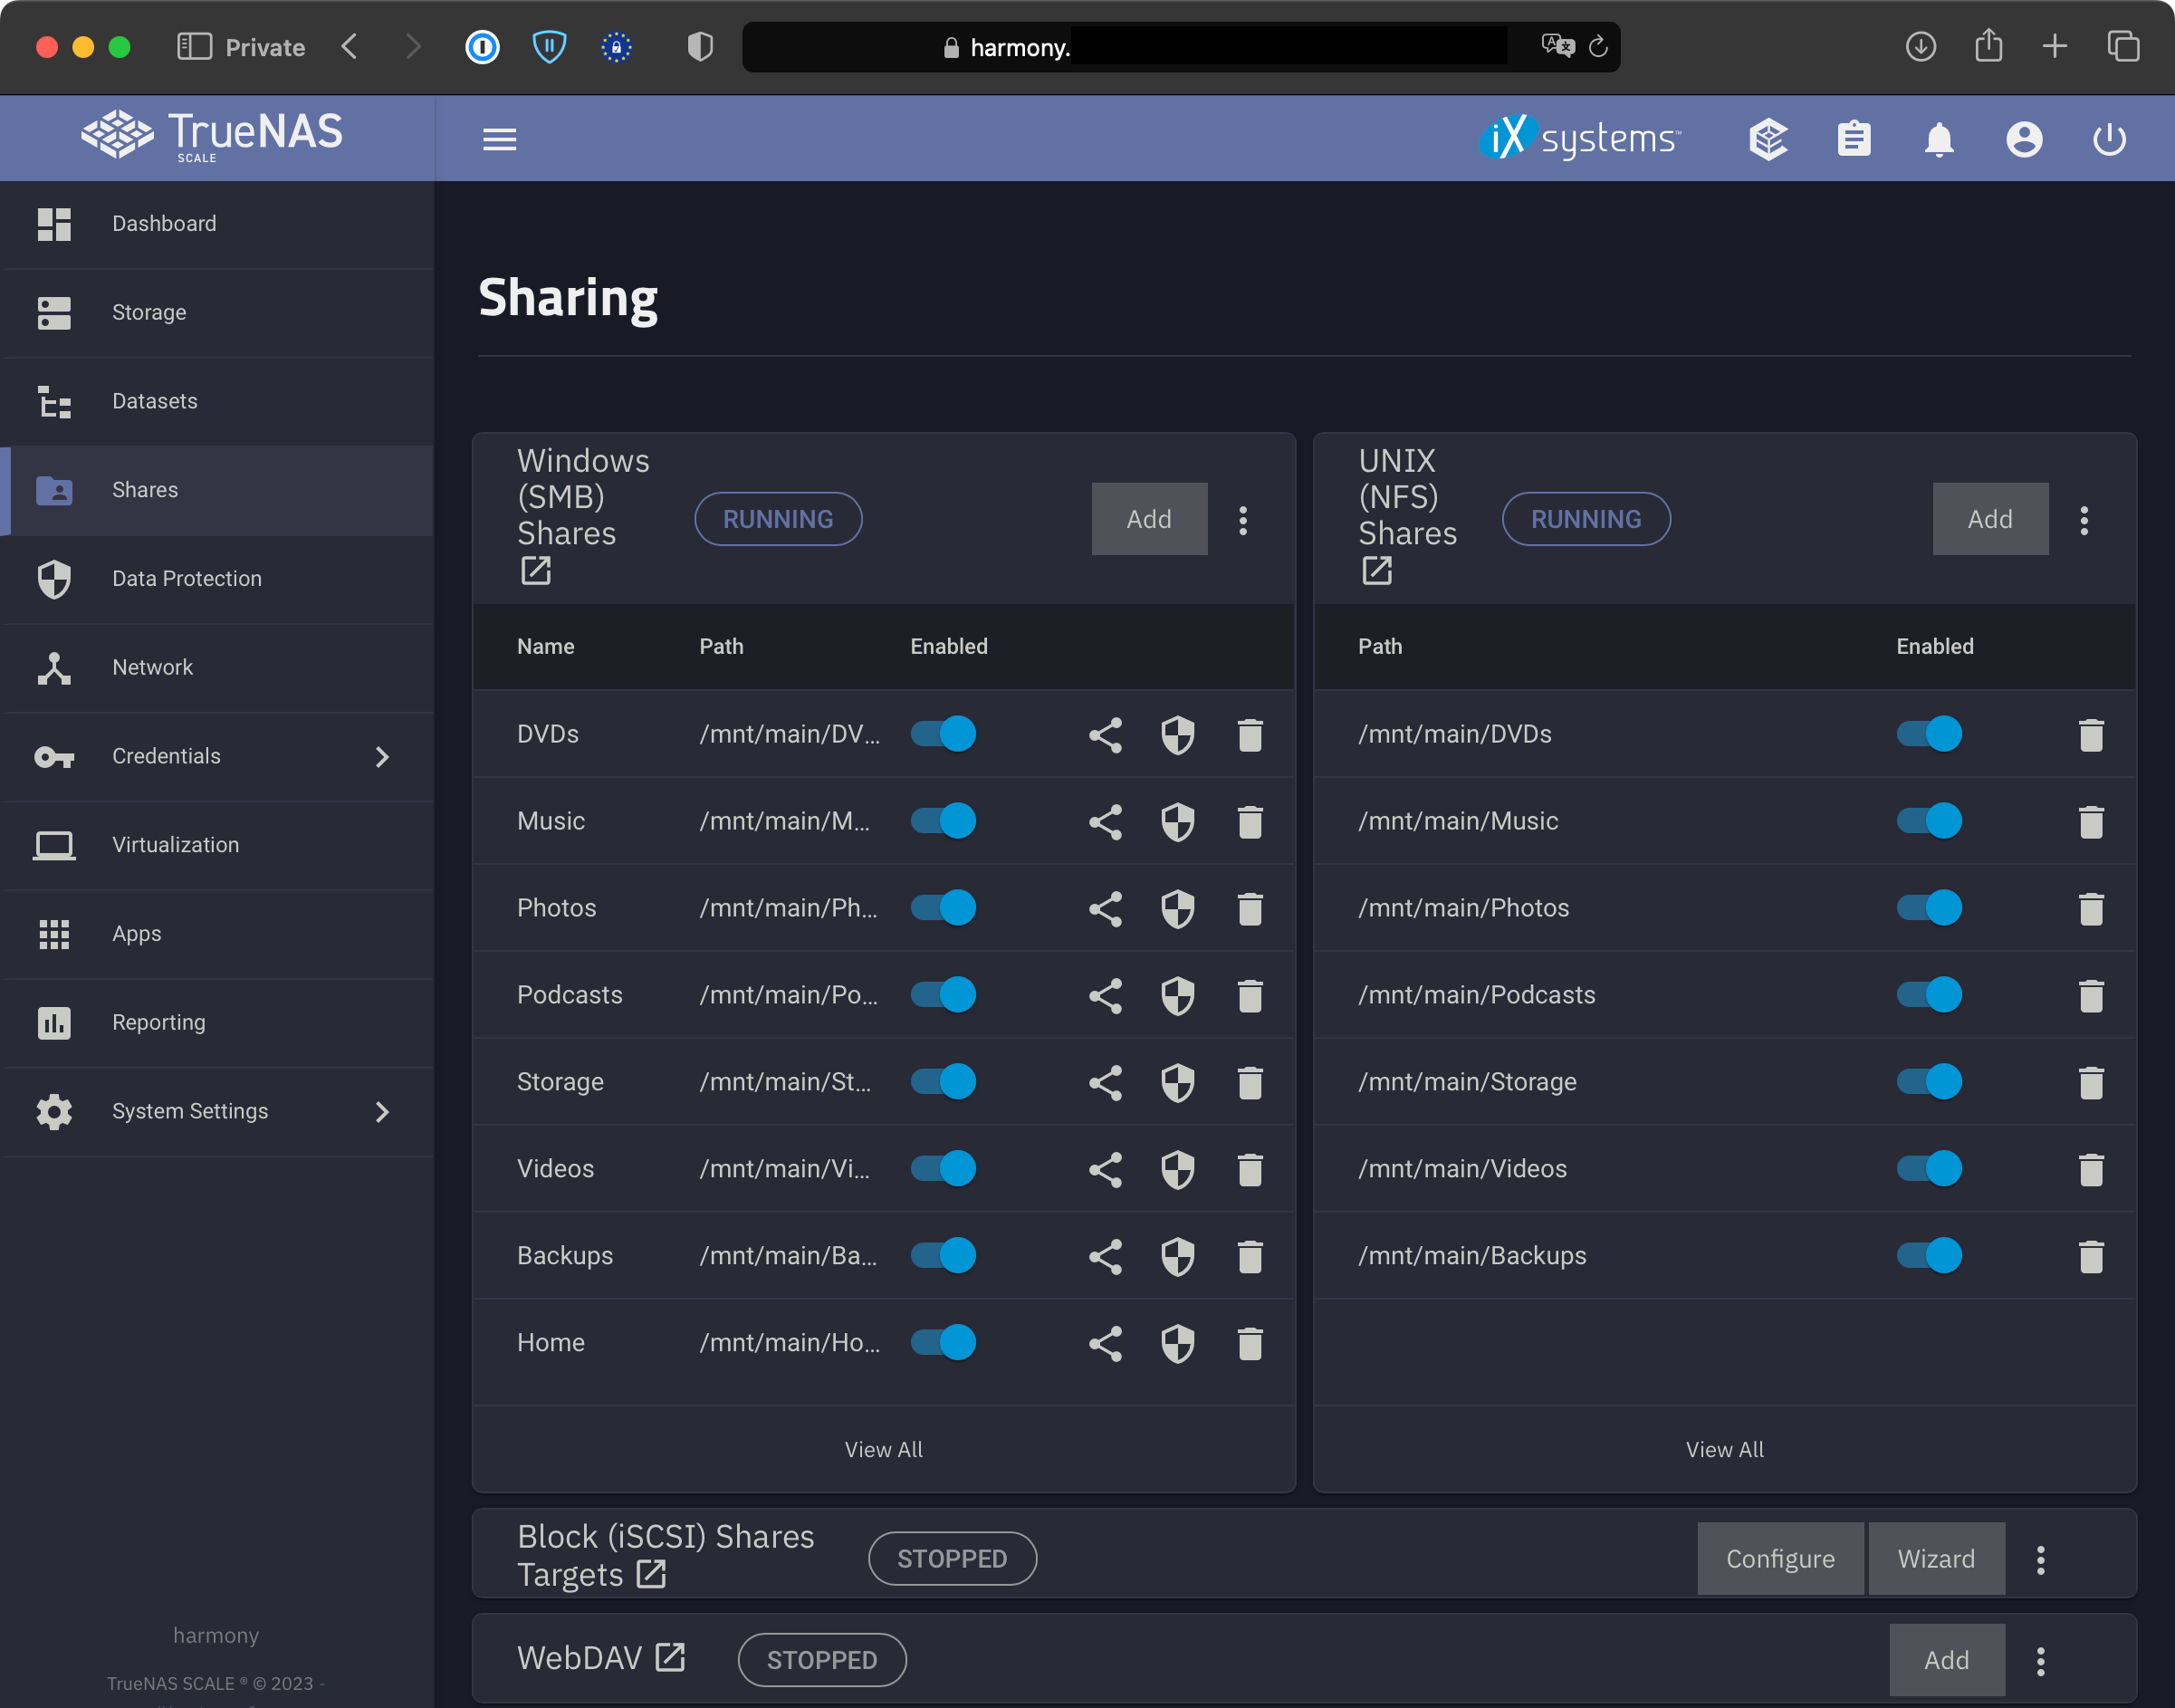 Private
harmony.
TrueNAS
SCALE
iXsystems™
Dashboard
Storage
Datasets
Shares
Data Protection
Network
Credentials
Virtualization
Apps
Reporting
System Settings
harmony
TrueNAS SCALE ® © 2023 -
Sharing
Windows
(SMB)
Shares
RUNNING
Add
Name Path Enabled
DVDs /mnt/main/DV...
Music /mnt/main/M...
Photos /mnt/main/Ph...
Podcasts /mnt/main/Po...
Storage /mnt/main/St...
Videos /mnt/main/Vi...
Backups /mnt/main/Ba...
Home /mnt/main/Ho...
View All
UNIX
(NFS)
Shares
RUNNING
Add
Path Enabled
/mnt/main/DVDs
/mnt/main/Music
/mnt/main/Photos
/mnt/main/Podcasts
/mnt/main/Storage
/mnt/main/Videos
/mnt/main/Backups
View All
Block (iSCSI) Shares
Targets
STOPPED
Configure
Wizard
WebDAV
STOPPED
Add